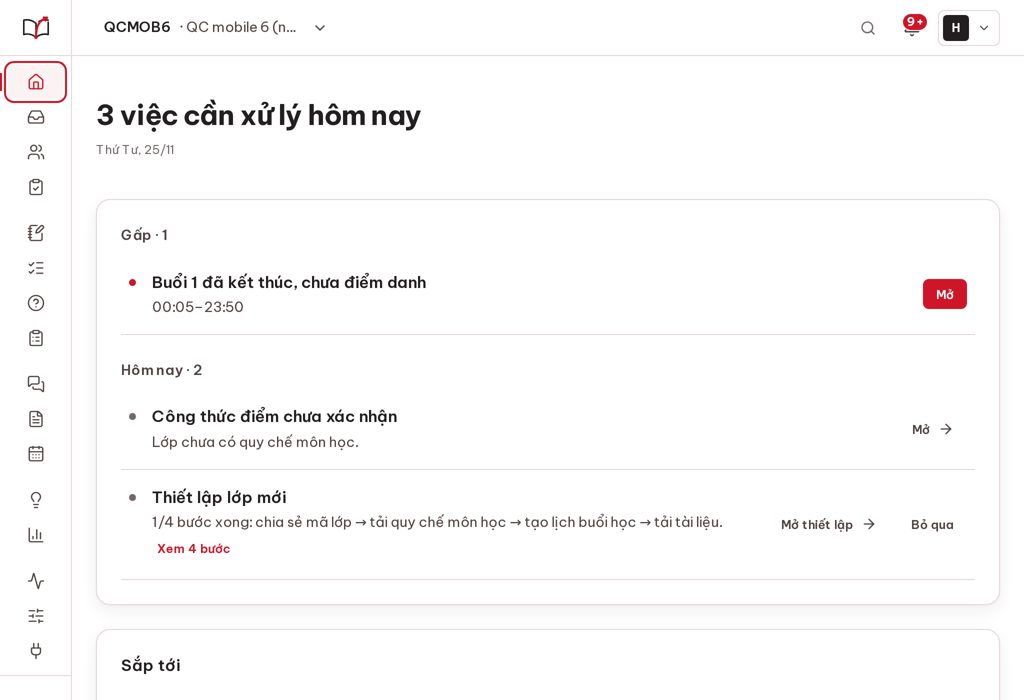 QCMOB6 · QC mobile 6 (n...
9+
H
3 việc cần xử lý hôm nay
Thứ Tư, 25/11
Gấp · 1
Buổi 1 đã kết thúc, chưa điểm danh
00:05–23:50
Mở
Hôm nay · 2
Công thức điểm chưa xác nhận
Lớp chưa có quy chế môn học.
Mở →
Thiết lập lớp mới
1/4 bước xong: chia sẻ mã lớp → tải quy chế môn học → tạo lịch buổi học → tải tài liệu.
Mở thiết lập → Bỏ qua
Xem 4 bước
Sắp tới